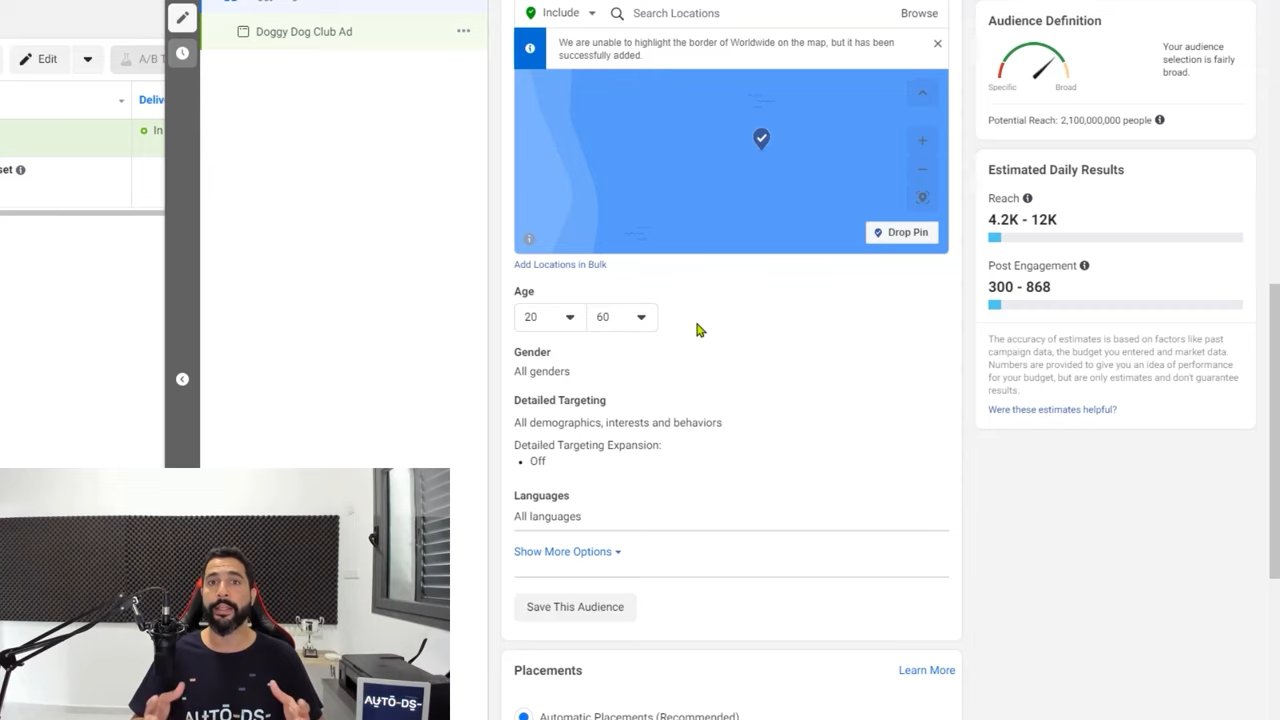 Doggy Dog Club Ad
Edit
A/B T
Deliv
In
set
Include
Search Locations
Browse
We are unable to highlight the border of Worldwide on the map, but it has been
successfully added.
Drop Pin
Add Locations in Bulk
Age
20
60
Gender
All genders
Detailed Targeting
All demographics, interests and behaviors
Detailed Targeting Expansion:
• Off
Languages
All languages
Show More Options
Save This Audience
Placements
Learn More
Automatic Placements (Recommended)
Audience Definition
Specific
Broad
Your audience
selection is fairly
broad.
Potential Reach: 2,100,000,000 people
Estimated Daily Results
Reach
4.2K - 12K
Post Engagement
300 - 868
The accuracy of estimates is based on factors like past
campaign data, the budget you entered and market data.
Numbers are provided to give you an idea of performance
for your budget, but are only estimates and don't guarantee
results.
Were these estimates helpful?
AUTO-DS-
AUTO-DS-